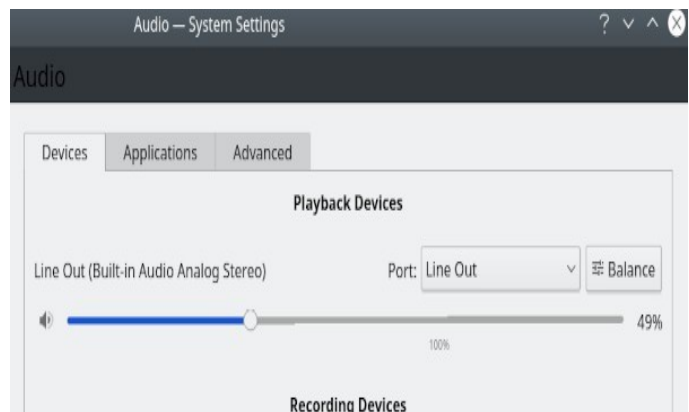 Audio — System Settings
Audio
Devices Applications Advanced
Playback Devices
Line Out (Built-in Audio Analog Stereo) Port: Line Out Balance
49%
100%
Recording Devices